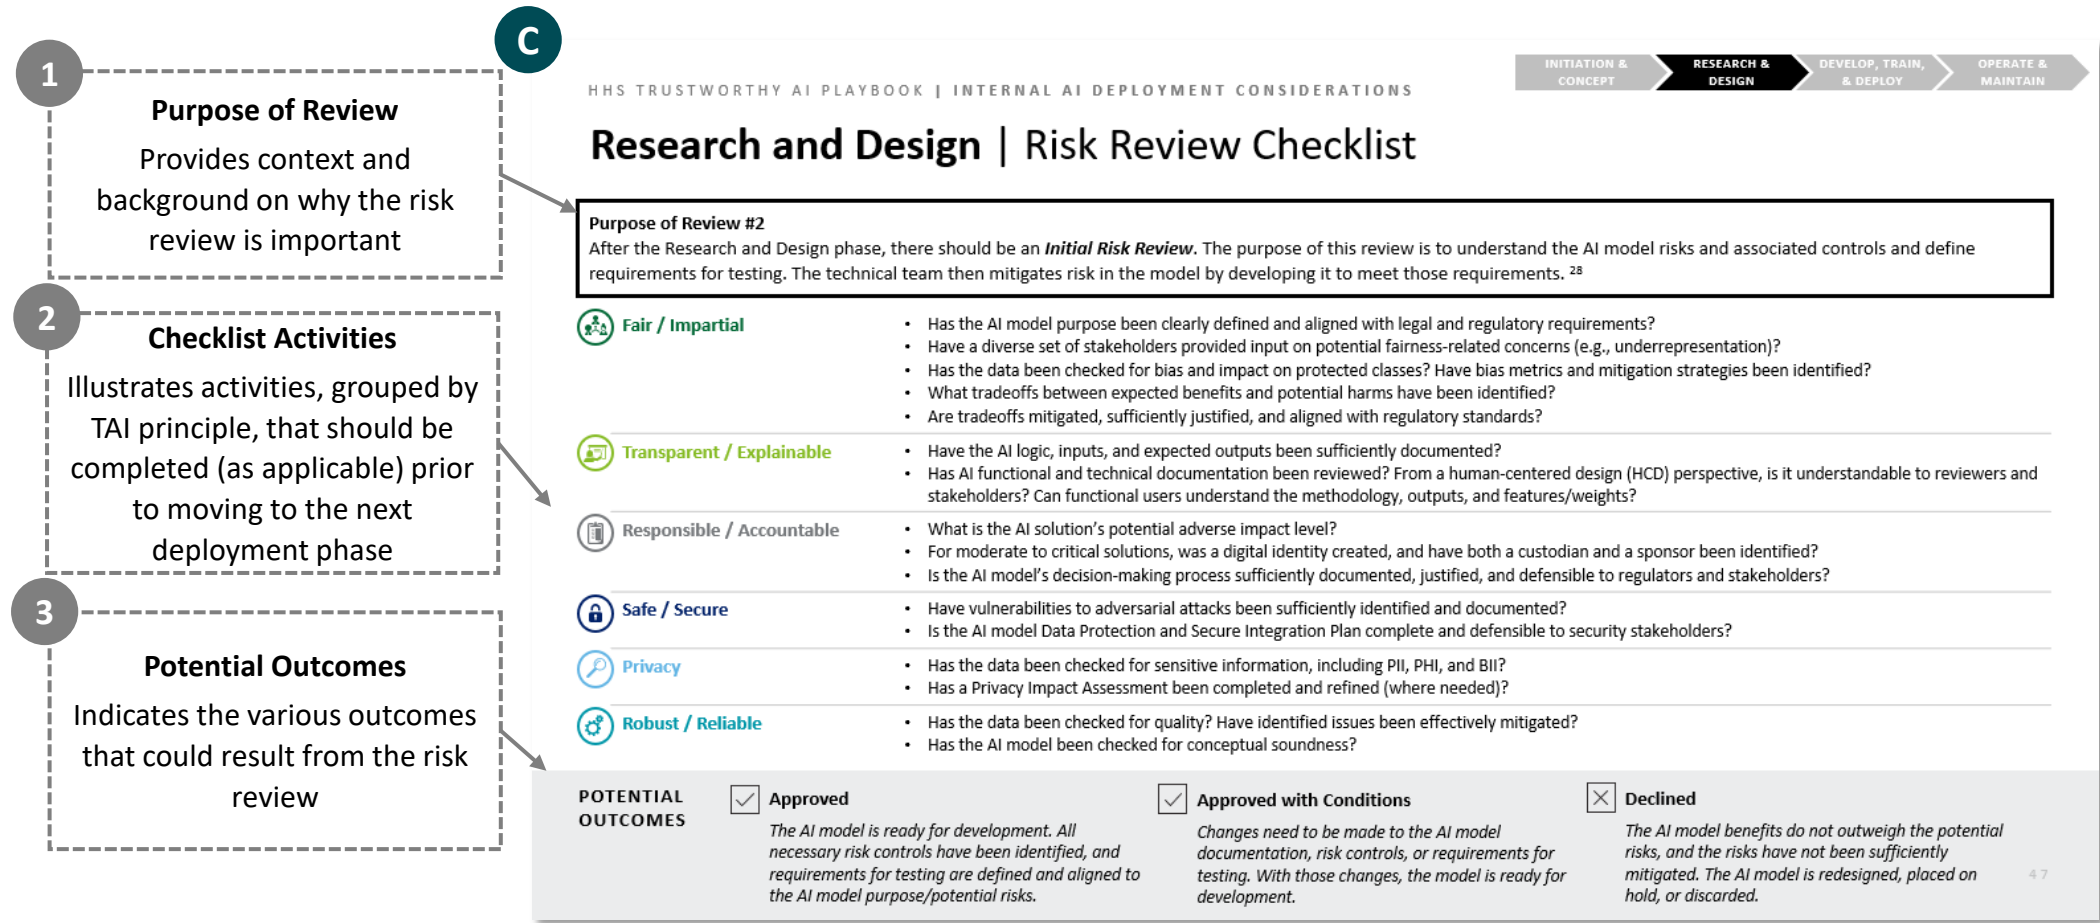 1
Purpose of Review
Provides context and
background on why the risk
review is important
2
Checklist Activities
Illustrates activities, grouped by
TAI principle, that should be
completed (as applicable) prior
to moving to the next
deployment phase
3
Potential Outcomes
Indicates the various outcomes
that could result from the risk
review
C
HHS TRUSTWORTHY AI PLAYBOOK | INTERNAL AI DEPLOYMENT CONSIDERATIONS
INITIATION &
CONCEPT
RESEARCH &
DESIGN
DEVELOP, TRAIN,
& DEPLOY
OPERATE &
MAINTAIN
Research and Design | Risk Review Checklist
Purpose of Review #2
After the Research and Design phase, there should be an Initial Risk Review. The purpose of this review is to understand the AI model risks and associated controls and define
requirements for testing. The technical team then mitigates risk in the model by developing it to meet those requirements. 28
Fair / Impartial
• Has the AI model purpose been clearly defined and aligned with legal and regulatory requirements?
• Have a diverse set of stakeholders provided input on potential fairness-related concerns (e.g., underrepresentation)?
• Has the data been checked for bias and impact on protected classes? Have bias metrics and mitigation strategies been identified?
• What tradeoffs between expected benefits and potential harms have been identified?
• Are tradeoffs mitigated, sufficiently justified, and aligned with regulatory standards?
Transparent / Explainable
• Have the AI logic, inputs, and expected outputs been sufficiently documented?
• Has AI functional and technical documentation been reviewed? From a human-centered design (HCD) perspective, is it understandable to reviewers and
stakeholders? Can functional users understand the methodology, outputs, and features/weights?
Responsible / Accountable
• What is the AI solution's potential adverse impact level?
• For moderate to critical solutions, was a digital identity created, and have both a custodian and a sponsor been identified?
• Is the AI model's decision-making process sufficiently documented, justified, and defensible to regulators and stakeholders?
Safe / Secure
• Have vulnerabilities to adversarial attacks been sufficiently identified and documented?
• Is the AI model Data Protection and Secure Integration Plan complete and defensible to security stakeholders?
Privacy
• Has the data been checked for sensitive information, including PII, PHI, and BII?
• Has a Privacy Impact Assessment been completed and refined (where needed)?
Robust / Reliable
• Has the data been checked for quality? Have identified issues been effectively mitigated?
• Has the AI model been checked for conceptual soundness?
POTENTIAL
OUTCOMES
Approved
The AI model is ready for development. All
necessary risk controls have been identified, and
requirements for testing are defined and aligned to
the AI model purpose/potential risks.
Approved with Conditions
Changes need to be made to the AI model
documentation, risk controls, or requirements for
testing. With those changes, the model is ready for
development.
Declined
The AI model benefits do not outweigh the potential
risks, and the risks have not been sufficiently
mitigated. The AI model is redesigned, placed on
hold, or discarded.
47